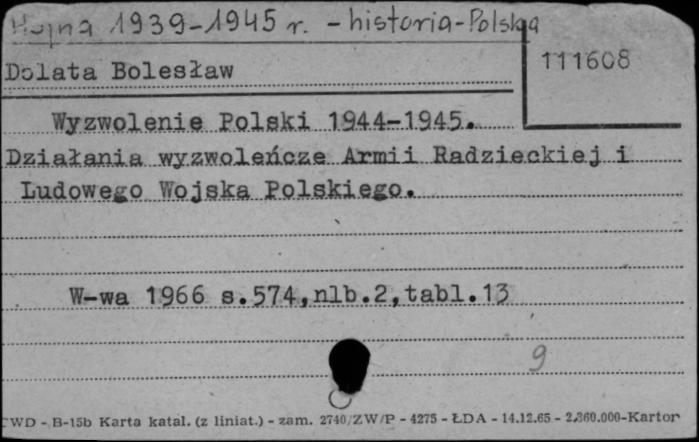 Wojna 1939-1945 r. - historia-Polska
Dolata Bolesław
111608
Wyzwolenie Polski 1944-1945.
Działania wyzwoleńcze Armii Radzieckiej i
Ludowego Wojska Polskiego.
W-wa 1966 s.574,nlb.2,tabl.13
9
CWD - B-15b Karta katal. (z liniat.) - zam. 2740/ZW/P - 4275 - ŁDA - 14.12.65 - 2.360.000-Kartor